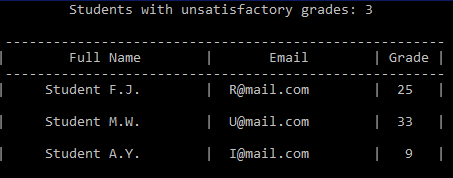 Students with unsatisfactory grades: 3
-------------------------------------------------------
| Full Name | Email | Grade |
-------------------------------------------------------
| Student F.J. | R@mail.com | 25 |
| Student M.W. | U@mail.com | 33 |
| Student A.Y. | I@mail.com | 9 |